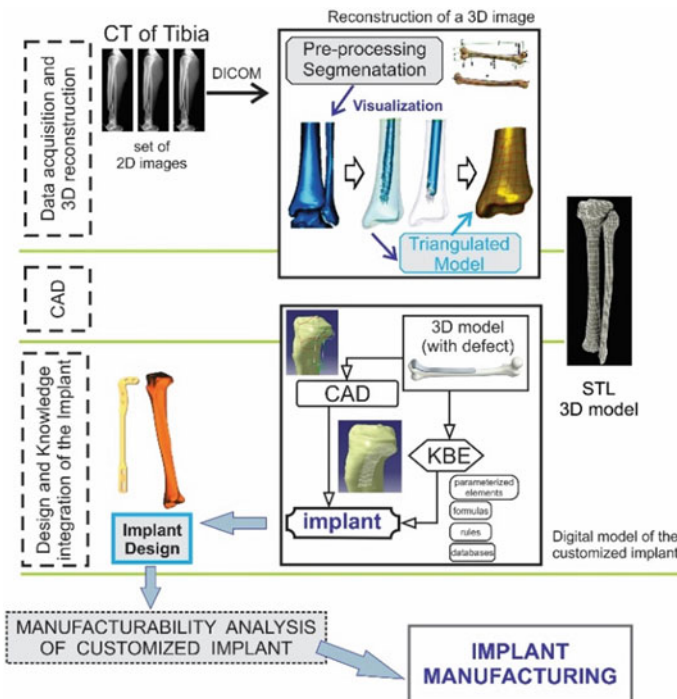 Reconstruction of a 3D image
Data acquisition and
3D reconstruction
CT of Tibia
DICOM
set of
2D images
Pre-processing
Segmenatation
Visualization
Triangulated
Model
CAD
STL
3D model
Design and Knowledge
integration of the Implant
3D model
(with defect)
CAD
KBE
parameterized
elements
formulas
rules
databases
implant
Implant
Design
Digital model of the
customized implant
MANUFACTURABILITY ANALYSIS
OF CUSTOMIZED IMPLANT
IMPLANT
MANUFACTURING